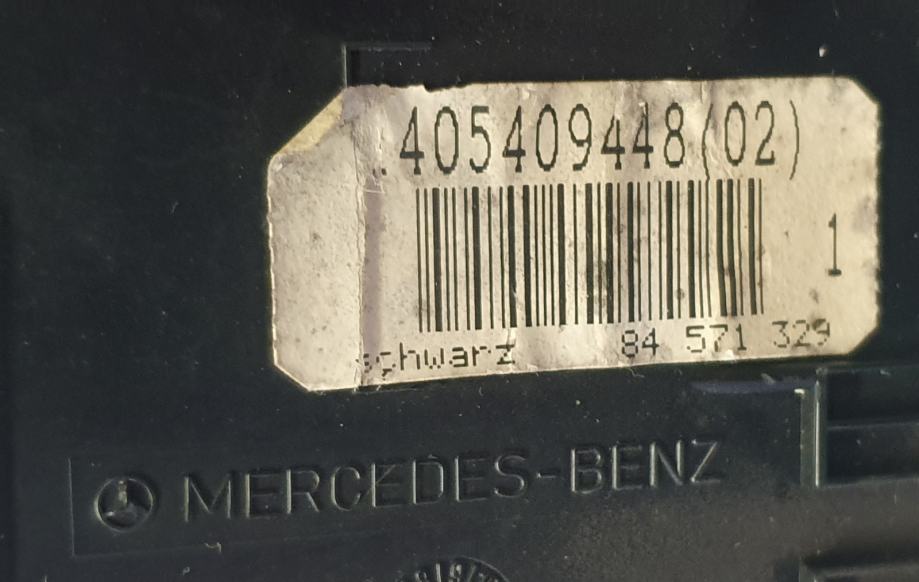 405409448(02)
1
schwarz 84 571 329
MERCEDES-BENZ